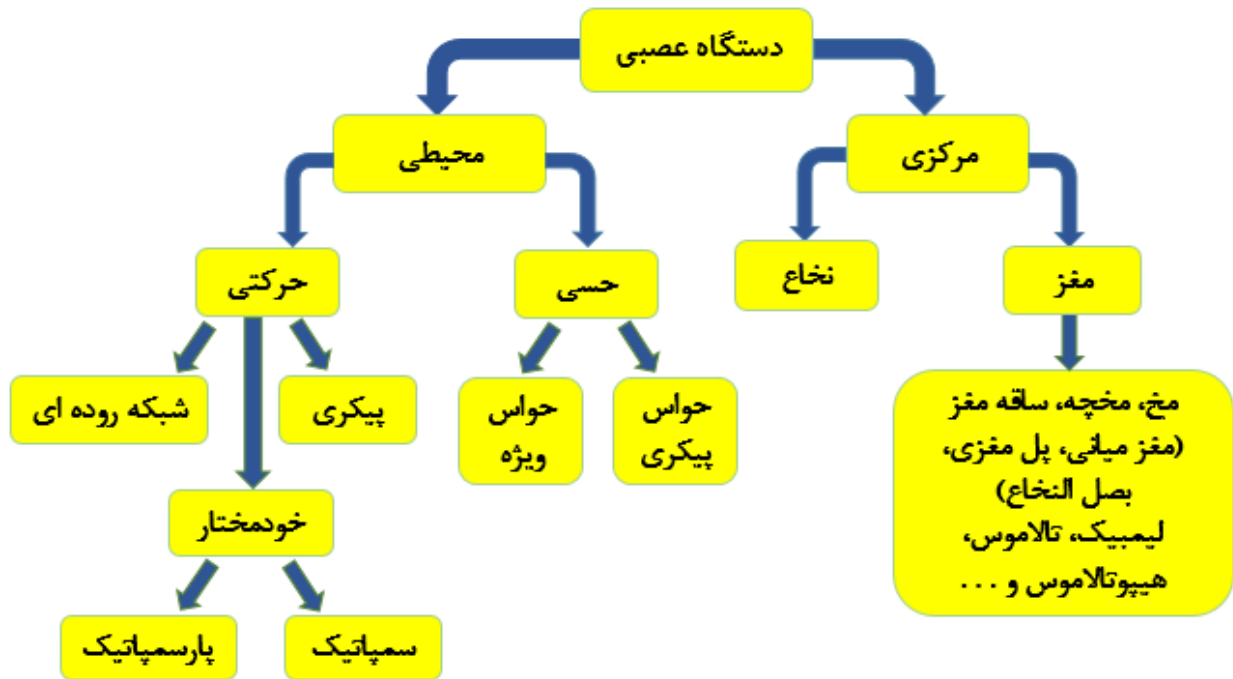 دستگاه عصبی
مرکزی
محیطی
مغز
نخاع
حسی
حرکتی
مخ، مخچه، ساقه مغز
(مغز میانی، پل مغزی،
بصل النخاع)
لیمبیک، تالاموس،
هیپوتالاموس و ...
حواس
پیکری
حواس
ویژه
پیکری
شبکه روده ای
خودمختار
سمپاتیک
پارسمپاتیک